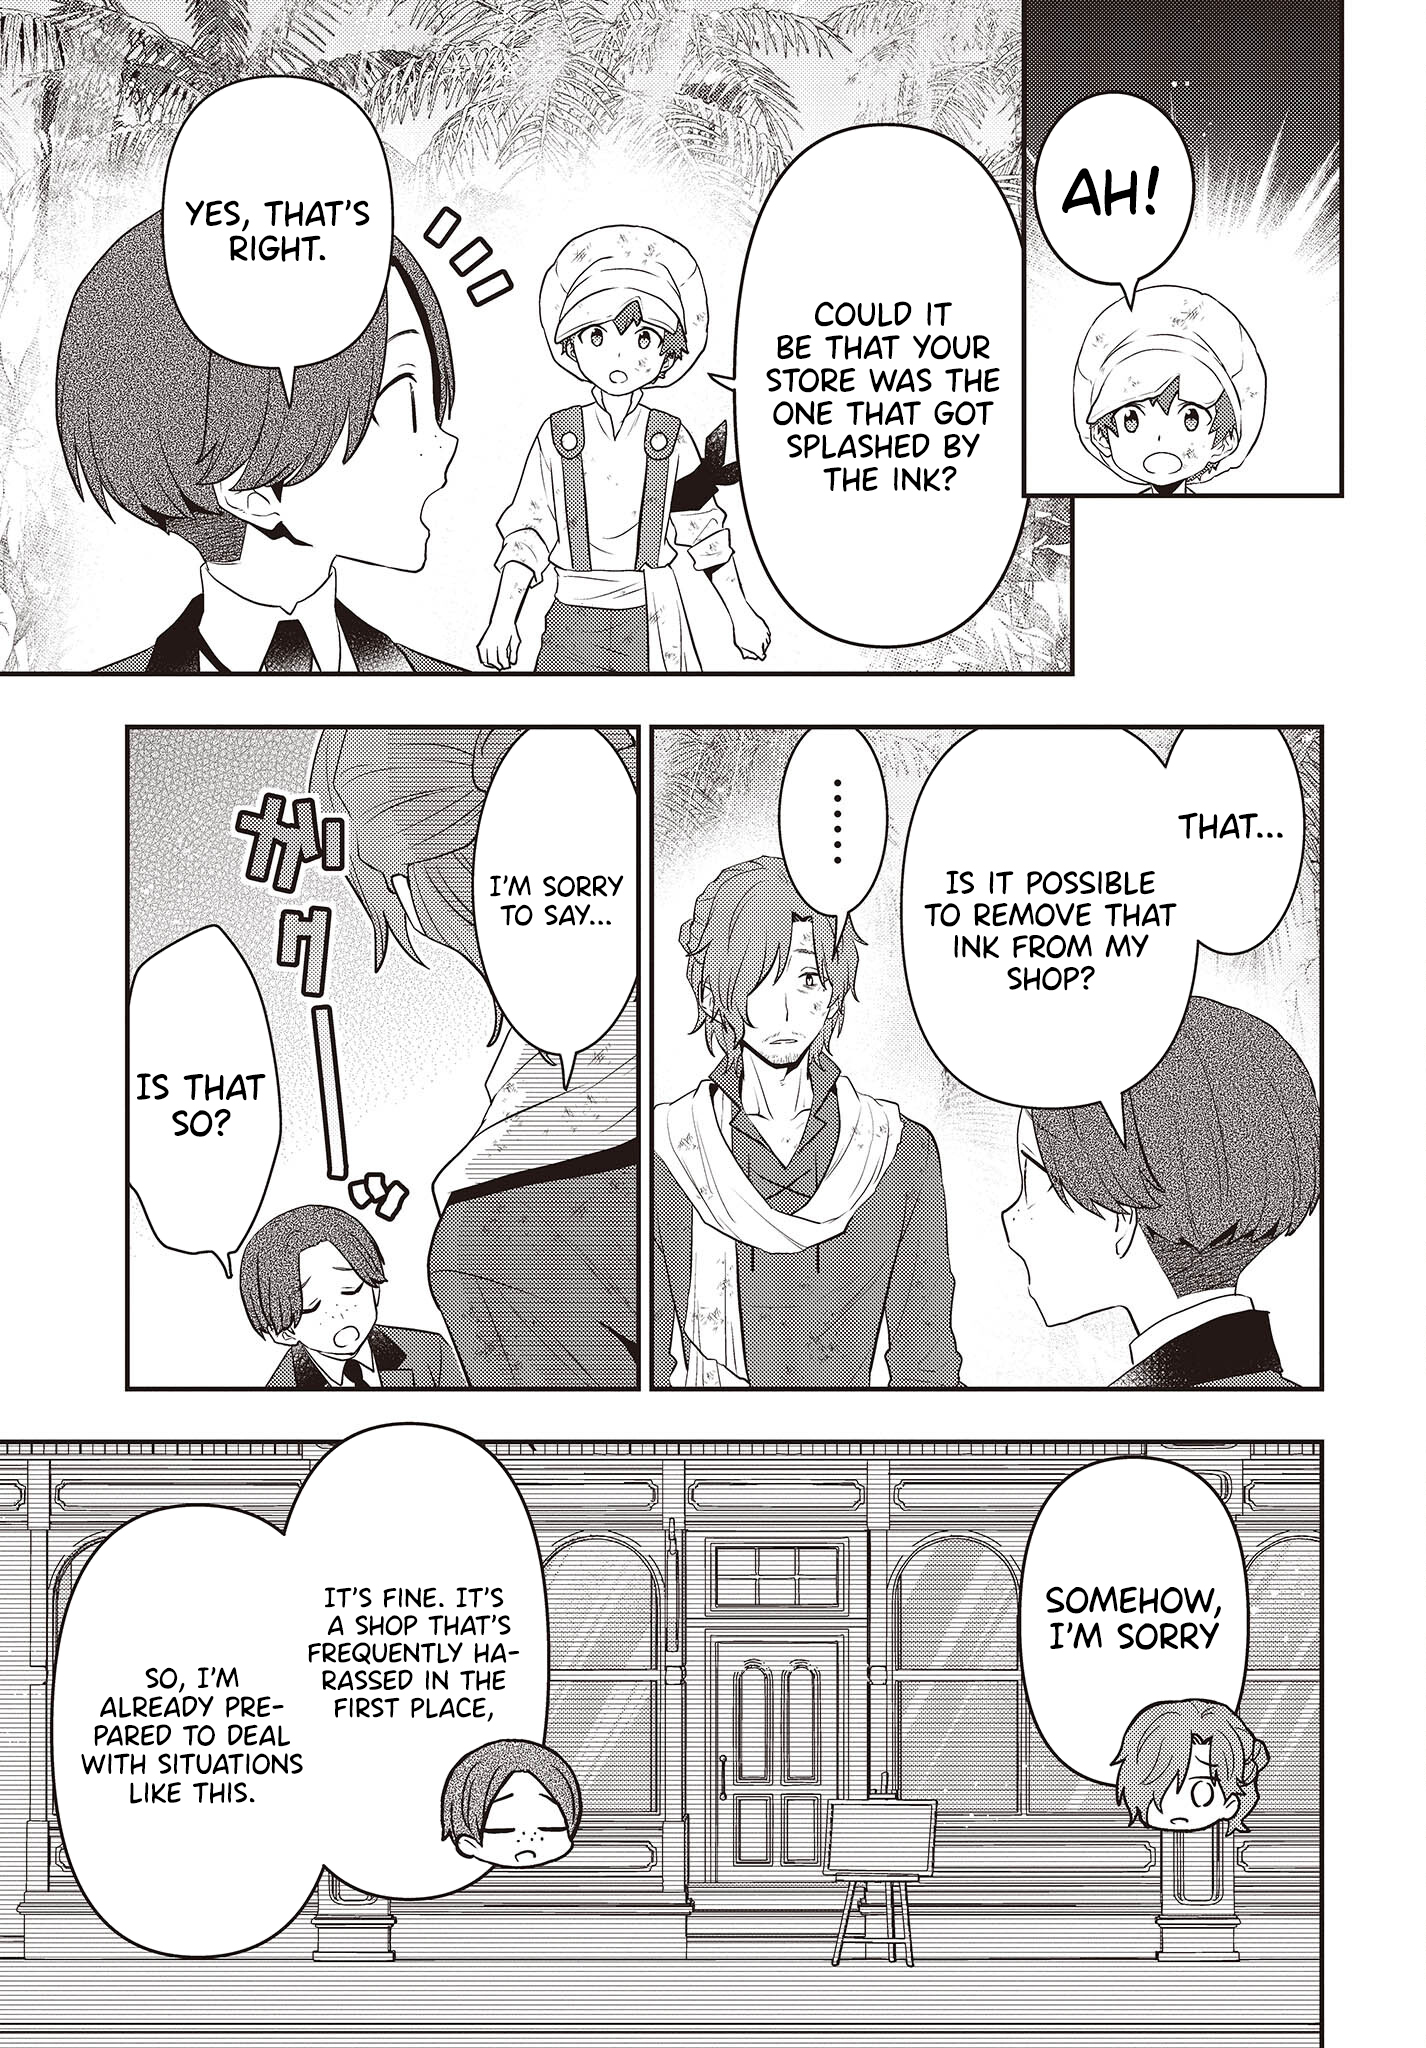 AH!
COULD IT
BE THAT YOUR
STORE WAS THE
ONE THAT GOT
SPLASHED BY
THE INK?
YES, THAT'S
RIGHT.
THAT...
IS IT POSSIBLE
TO REMOVE THAT
INK FROM MY
SHOP?
........
I'M SORRY
TO SAY...
ガクーーッ
IS THAT
SO?
SOMEHOW,
I'M SORRY
IT'S FINE. IT'S
A SHOP THAT'S
FREQUENTLY HA-
RASSED IN THE
FIRST PLACE,
SO, I'M
ALREADY PRE-
PARED TO DEAL
WITH SITUATIONS
LIKE THIS.